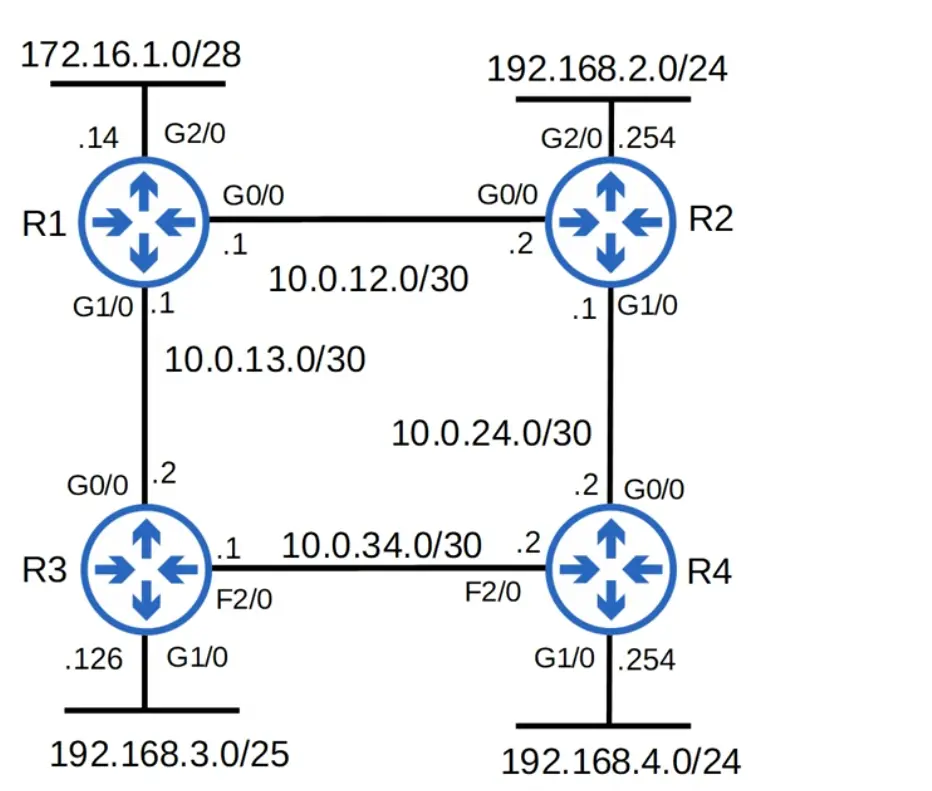 172.16.1.0/28
192.168.2.0/24
.14 G2/0
G2/0 .254
R1
G0/0
G0/0
R2
.1
.2
10.0.12.0/30
G1/0 .1
.1 G1/0
10.0.13.0/30
10.0.24.0/30
G0/0 .2
.2 G0/0
R3
.1
10.0.34.0/30
.2
R4
F2/0
F2/0
.126 G1/0
G1/0 .254
192.168.3.0/25
192.168.4.0/24